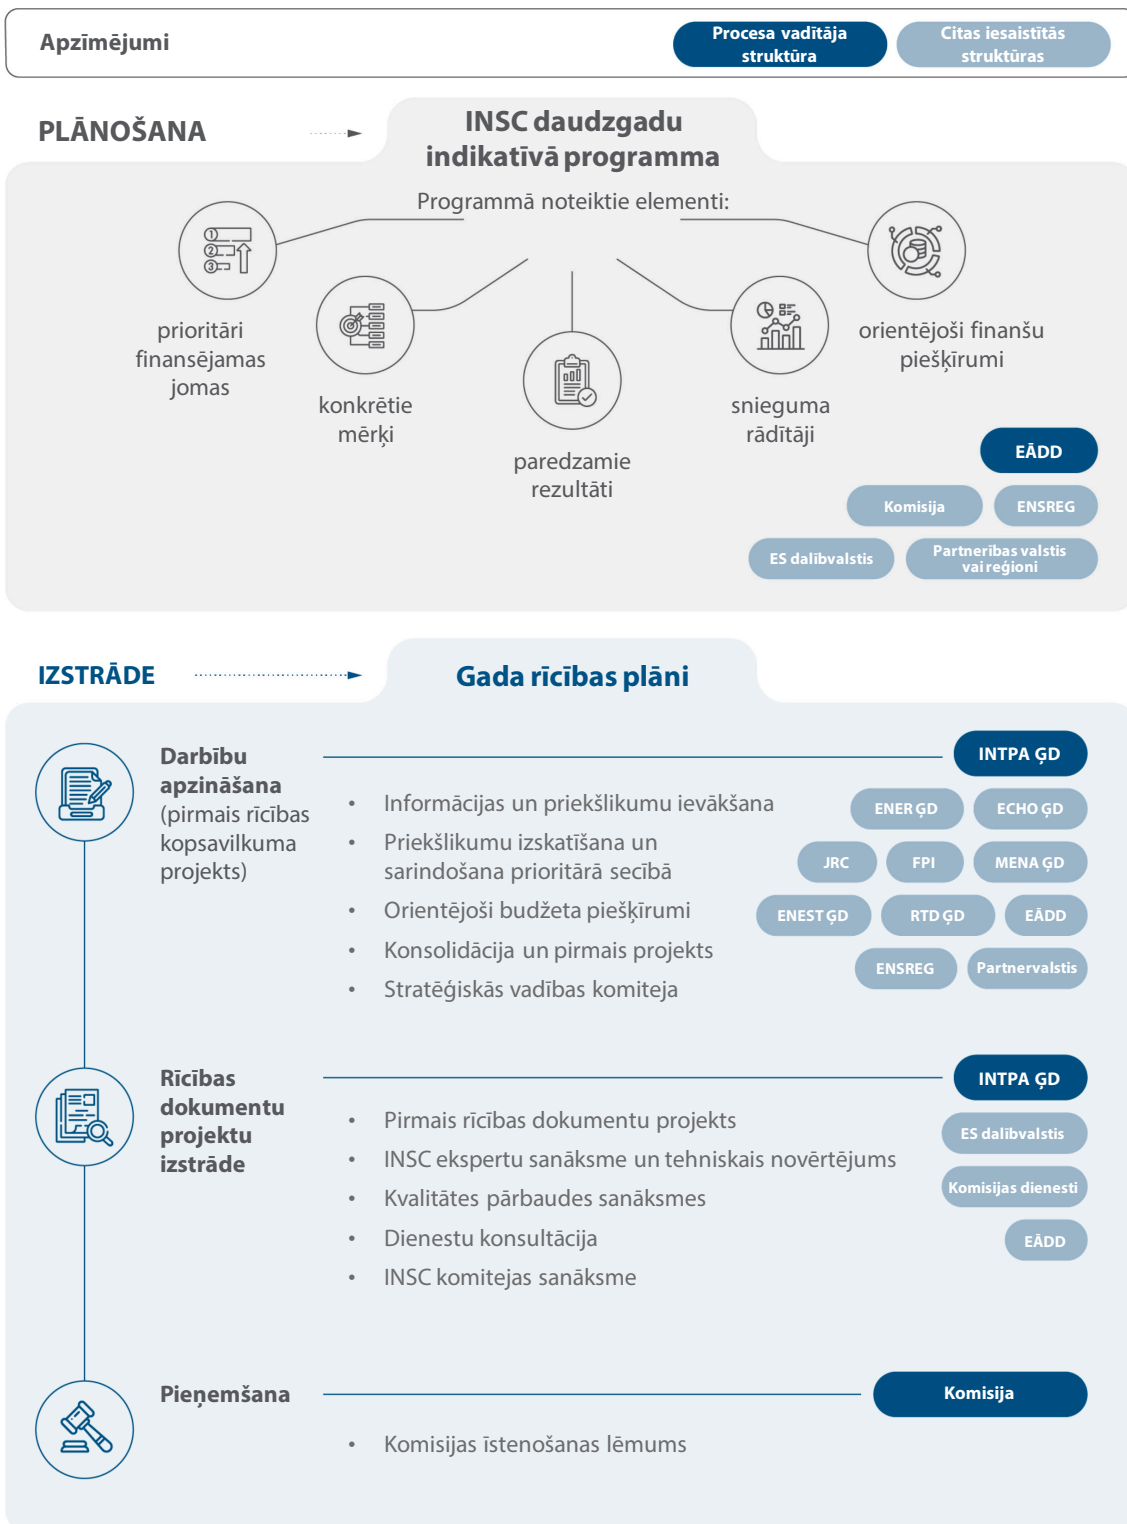 Apzīmējumi
Procesa vadītāja
struktūra
Citas iesaistītās
struktūras
PLĀNOŠANA
INSC daudzgadu
indikatīvā programma
Programmā noteiktie elementi:
1
2
3
prioritāri
finansējamas
jomas
konkrētie
mērķi
paredzamie
rezultāti
snieguma
rādītāji
orientējoši finanšu
piešķīrumi
EĀDD
Komisija
ENSREG
ES dalībvalstis
Partnerības valstis
vai reģioni
IZSTRĀDE
Gada rīcības plāni
Darbību
apzināšana
(pirmais rīcības
kopsavilkuma
projekts)
• Informācijas un priekšlikumu ievākšana
• Priekšlikumu izskatīšana un
sarindošana prioritārā secībā
• Orientējoši budžeta piešķīrumi
• Konsolidācija un pirmais projekts
• Stratēģiskās vadības komiteja
INTPA ĢD
ENER ĢD
ECHO ĢD
JRC
FPI
MENA ĢD
ENEST ĢD
RTD ĢD
EĀDD
ENSREG
Partnervalstis
Rīcības
dokumentu
projektu
izstrāde
• Pirmais rīcības dokumentu projekts
• INSC ekspertu sanāksme un tehniskais novērtējums
• Kvalitātes pārbaudes sanāksmes
• Dienestu konsultācija
• INSC komitejas sanāksme
INTPA ĢD
ES dalībvalstis
Komisijas dienesti
EĀDD
Pieņemšana
• Komisijas īstenošanas lēmums
Komisija